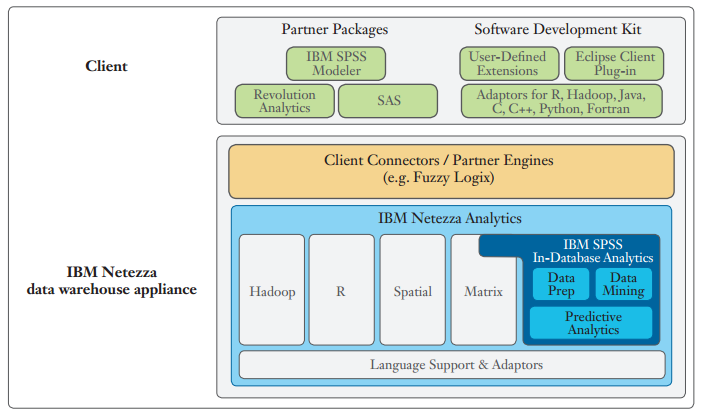 Partner Packages
Software Development Kit
Client
IBM SPSS
Modeler
User-Defined
Extensions
Eclipse Client
Plug-in
Revolution
Analytics
SAS
Adaptors for R, Hadoop, Java,
C, C++, Python, Fortran
Client Connectors / Partner Engines
(e.g. Fuzzy Logix)
IBM Netezza
data warehouse appliance
IBM Netezza Analytics
Hadoop
R
Spatial
Matrix
IBM SPSS
In-Database Analytics
Data
Prep
Data
Mining
Predictive
Analytics
Language Support & Adaptors